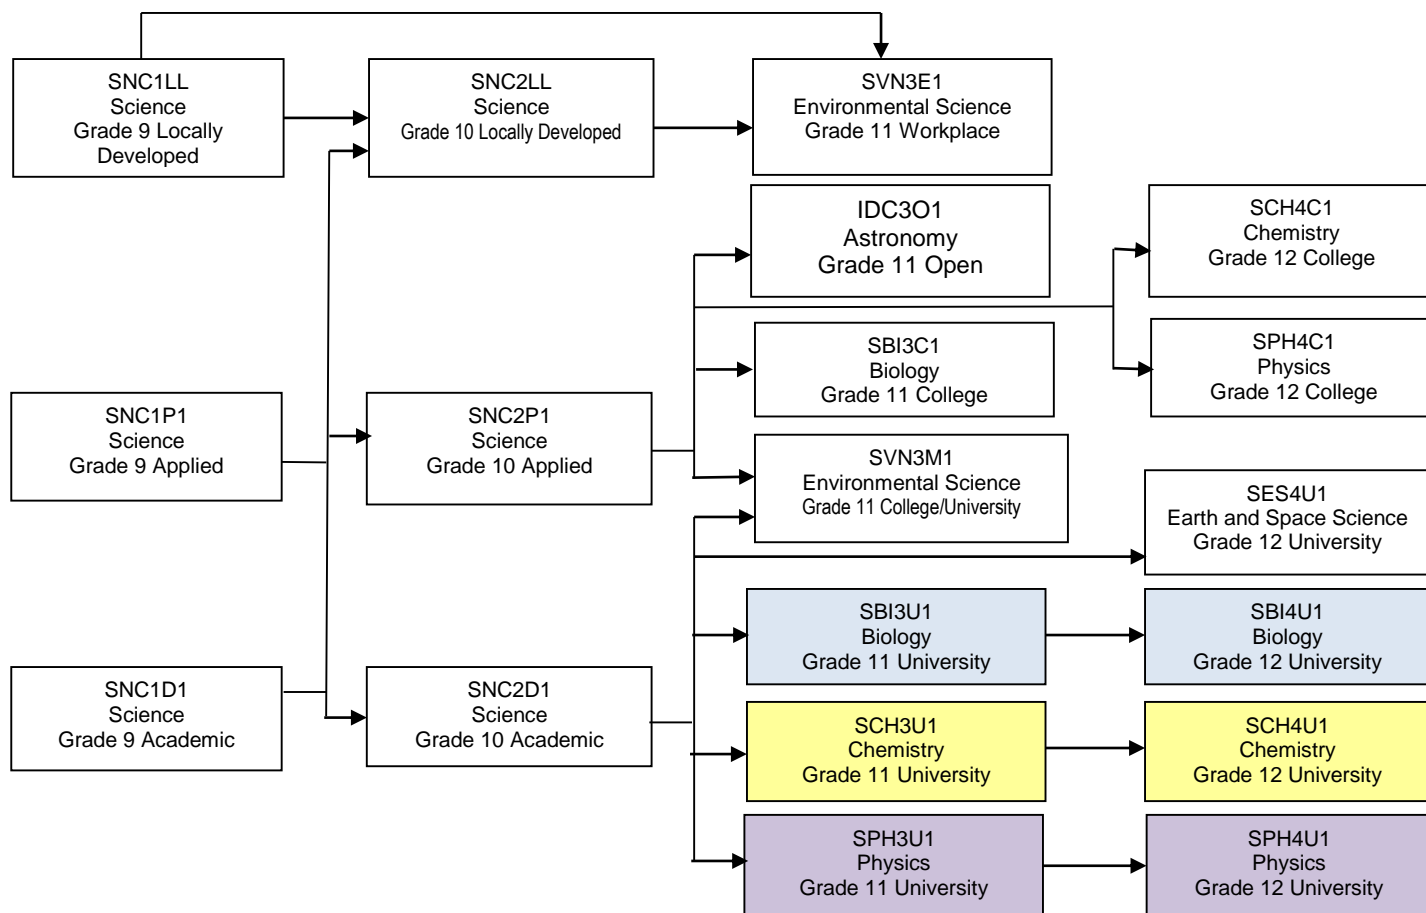 SNC1LL
Science
Grade 9 Locally
Developed
SNC2LL
Science
Grade 10 Locally Developed
SVN3E1
Environmental Science
Grade 11 Workplace
IDC3O1
Astronomy
Grade 11 Open
SCH4C1
Chemistry
Grade 12 College
SBI3C1
Biology
Grade 11 College
SPH4C1
Physics
Grade 12 College
SNC1P1
Science
Grade 9 Applied
SNC2P1
Science
Grade 10 Applied
SVN3M1
Environmental Science
Grade 11 College/University
SES4U1
Earth and Space Science
Grade 12 University
SBI3U1
Biology
Grade 11 University
SBI4U1
Biology
Grade 12 University
SNC1D1
Science
Grade 9 Academic
SNC2D1
Science
Grade 10 Academic
SCH3U1
Chemistry
Grade 11 University
SCH4U1
Chemistry
Grade 12 University
SPH3U1
Physics
Grade 11 University
SPH4U1
Physics
Grade 12 University